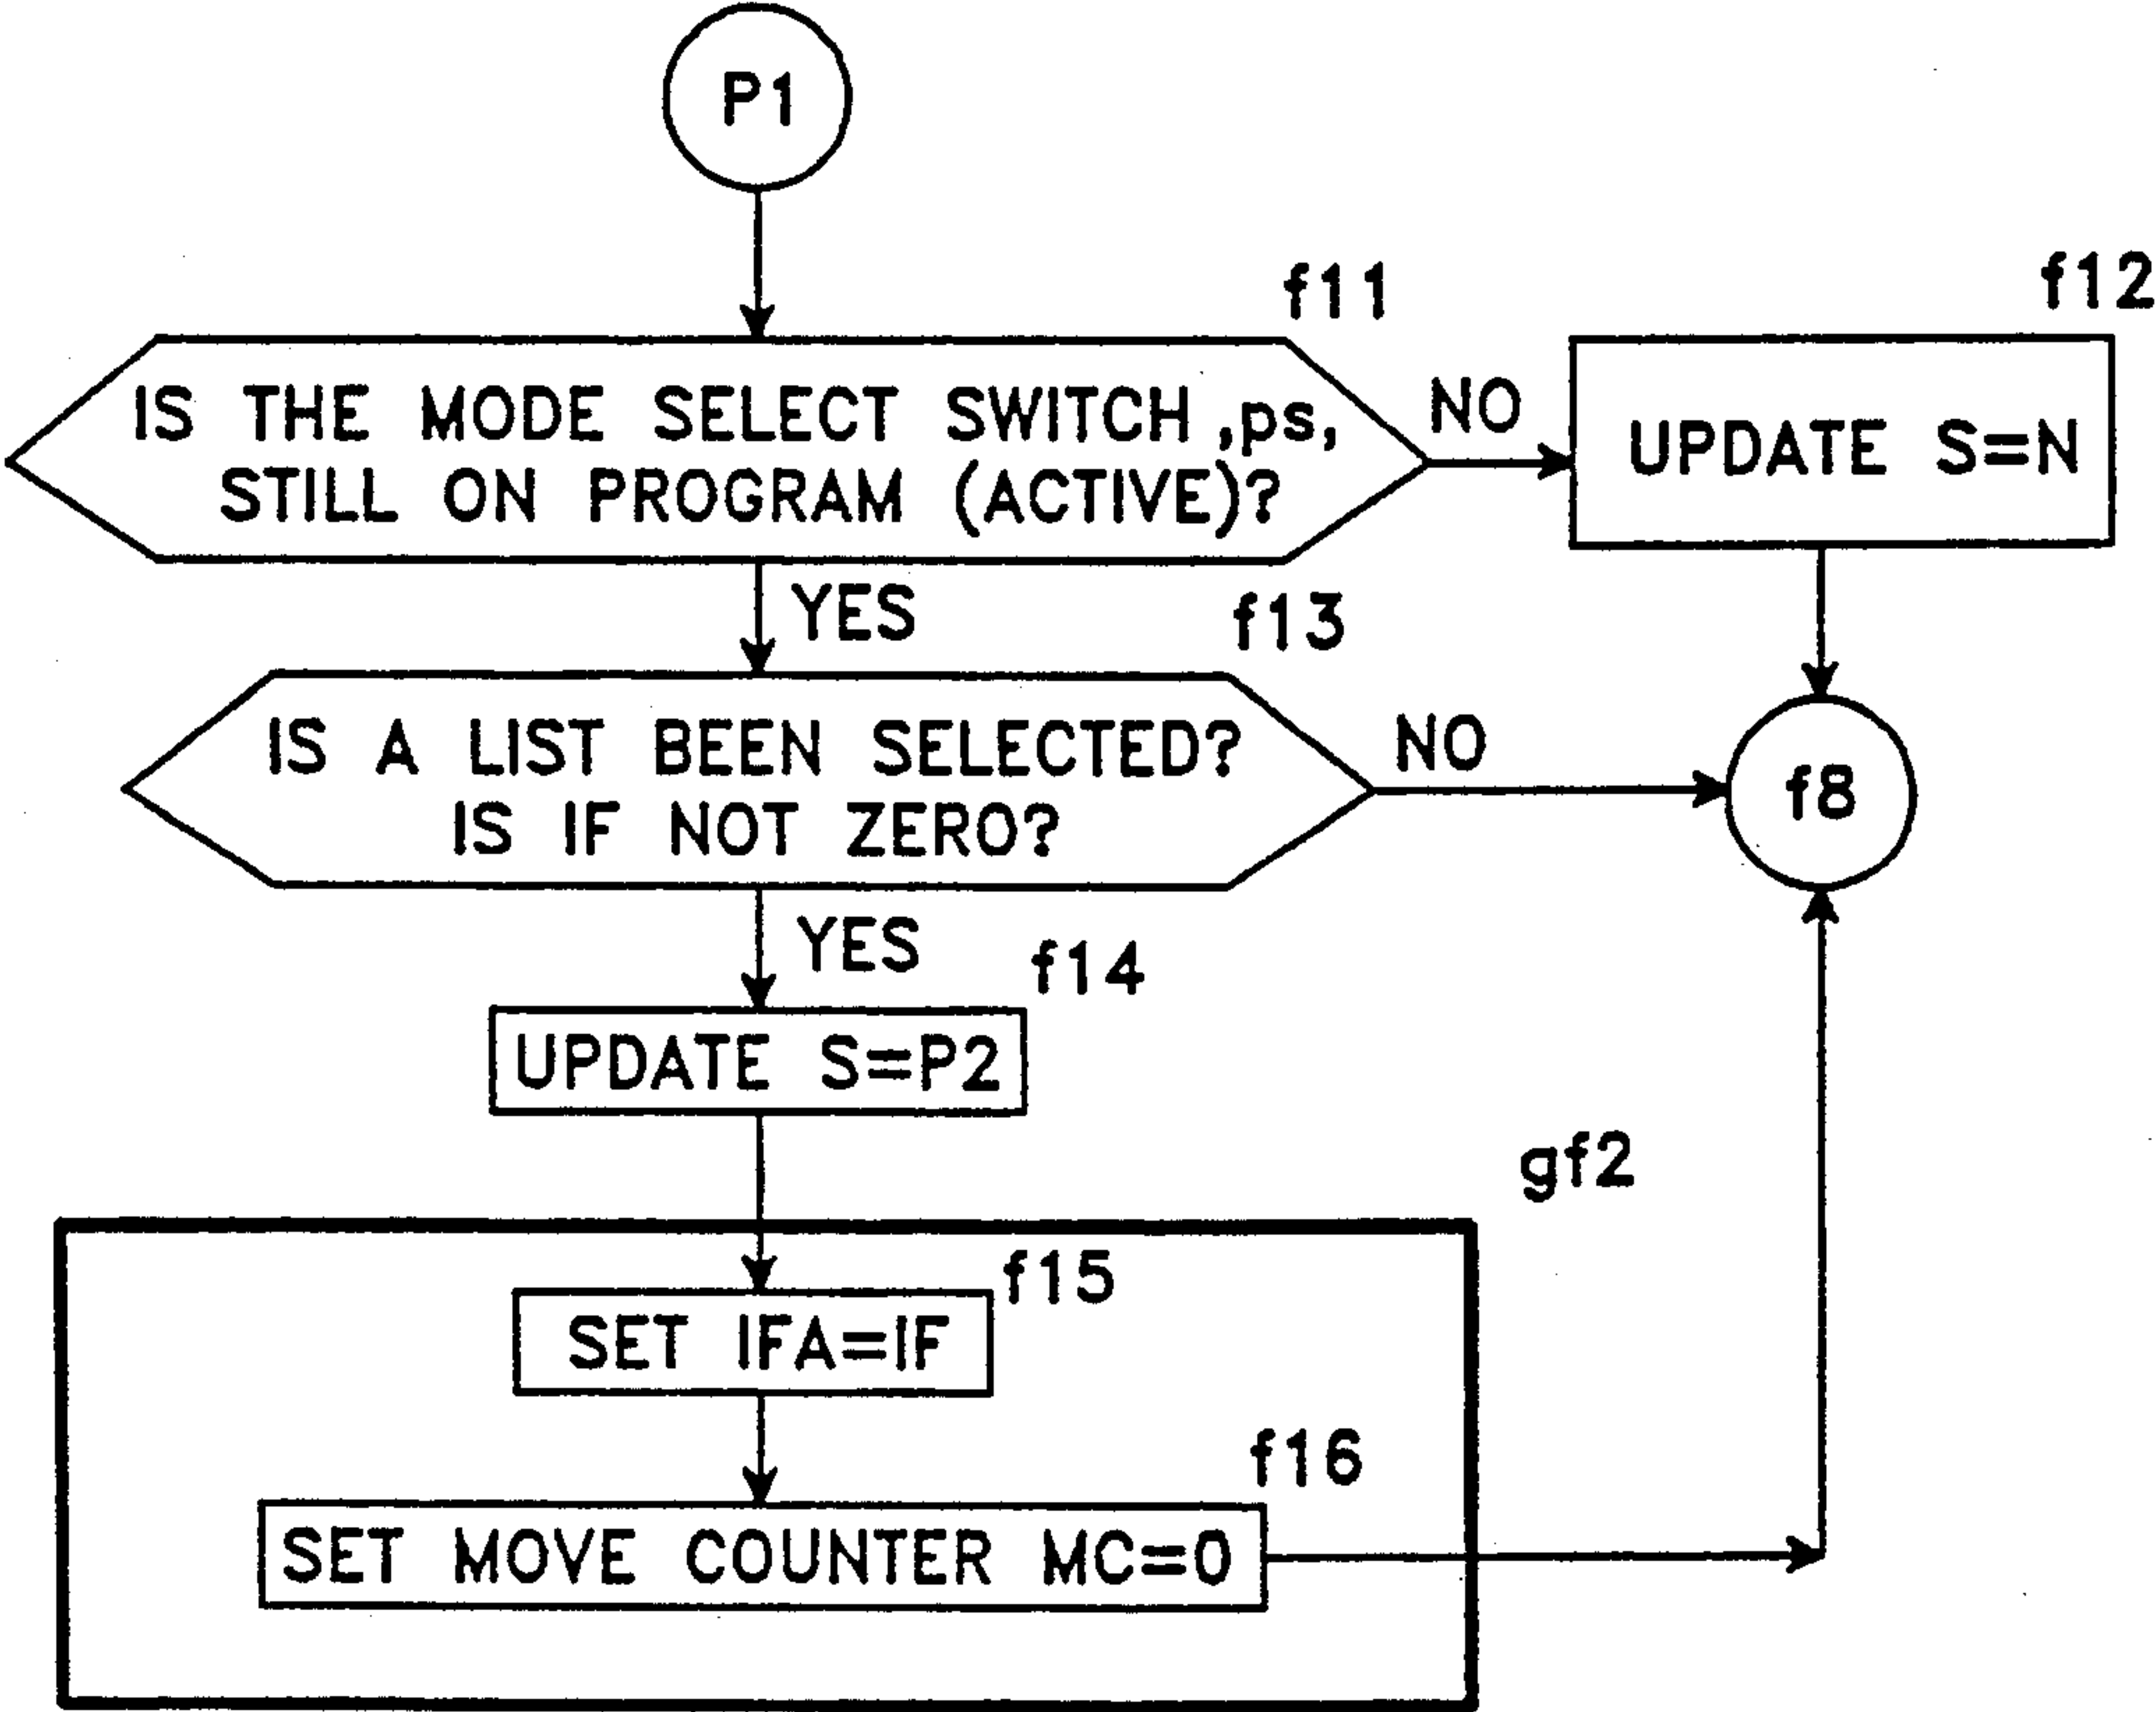 P1
f11
f12
IS THE MODE SELECT SWITCH ,ps,
STILL ON PROGRAM (ACTIVE)?
NO
UPDATE S=N
YES
f13
IS A LIST BEEN SELECTED?
IS IF NOT ZERO?
NO
f8
YES
f14
UPDATE S=P2
gf2
f15
SET IFA=IF
f16
SET MOVE COUNTER MC=0